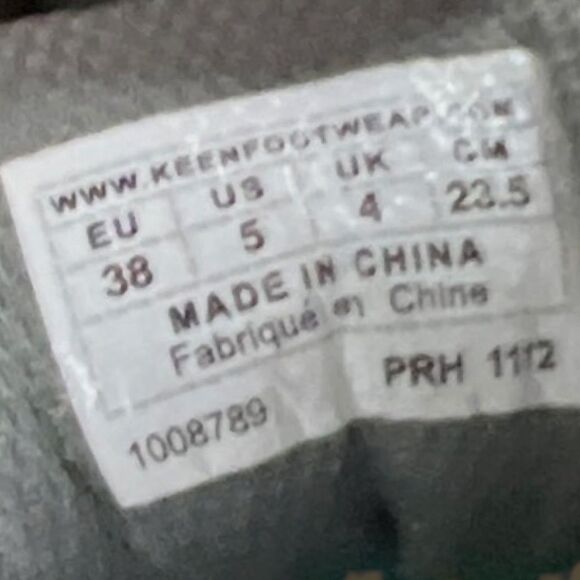 WWW.KEENFOOTWEAR.COM
EU US UK CM
38 5 4 23.5
MADE IN CHINA
Fabriqué en Chine
1008789 PRH 1112